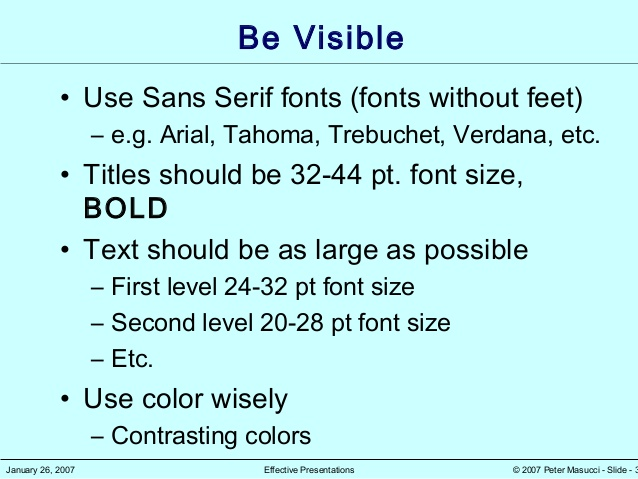 Be Visible
• Use Sans Serif fonts (fonts without feet)
– e.g. Arial, Tahoma, Trebuchet, Verdana, etc.
• Titles should be 32-44 pt. font size,
BOLD
• Text should be as large as possible
– First level 24-32 pt font size
– Second level 20-28 pt font size
– Etc.
• Use color wisely
– Contrasting colors
January 26, 2007 Effective Presentations © 2007 Peter Masucci - Slide - 3